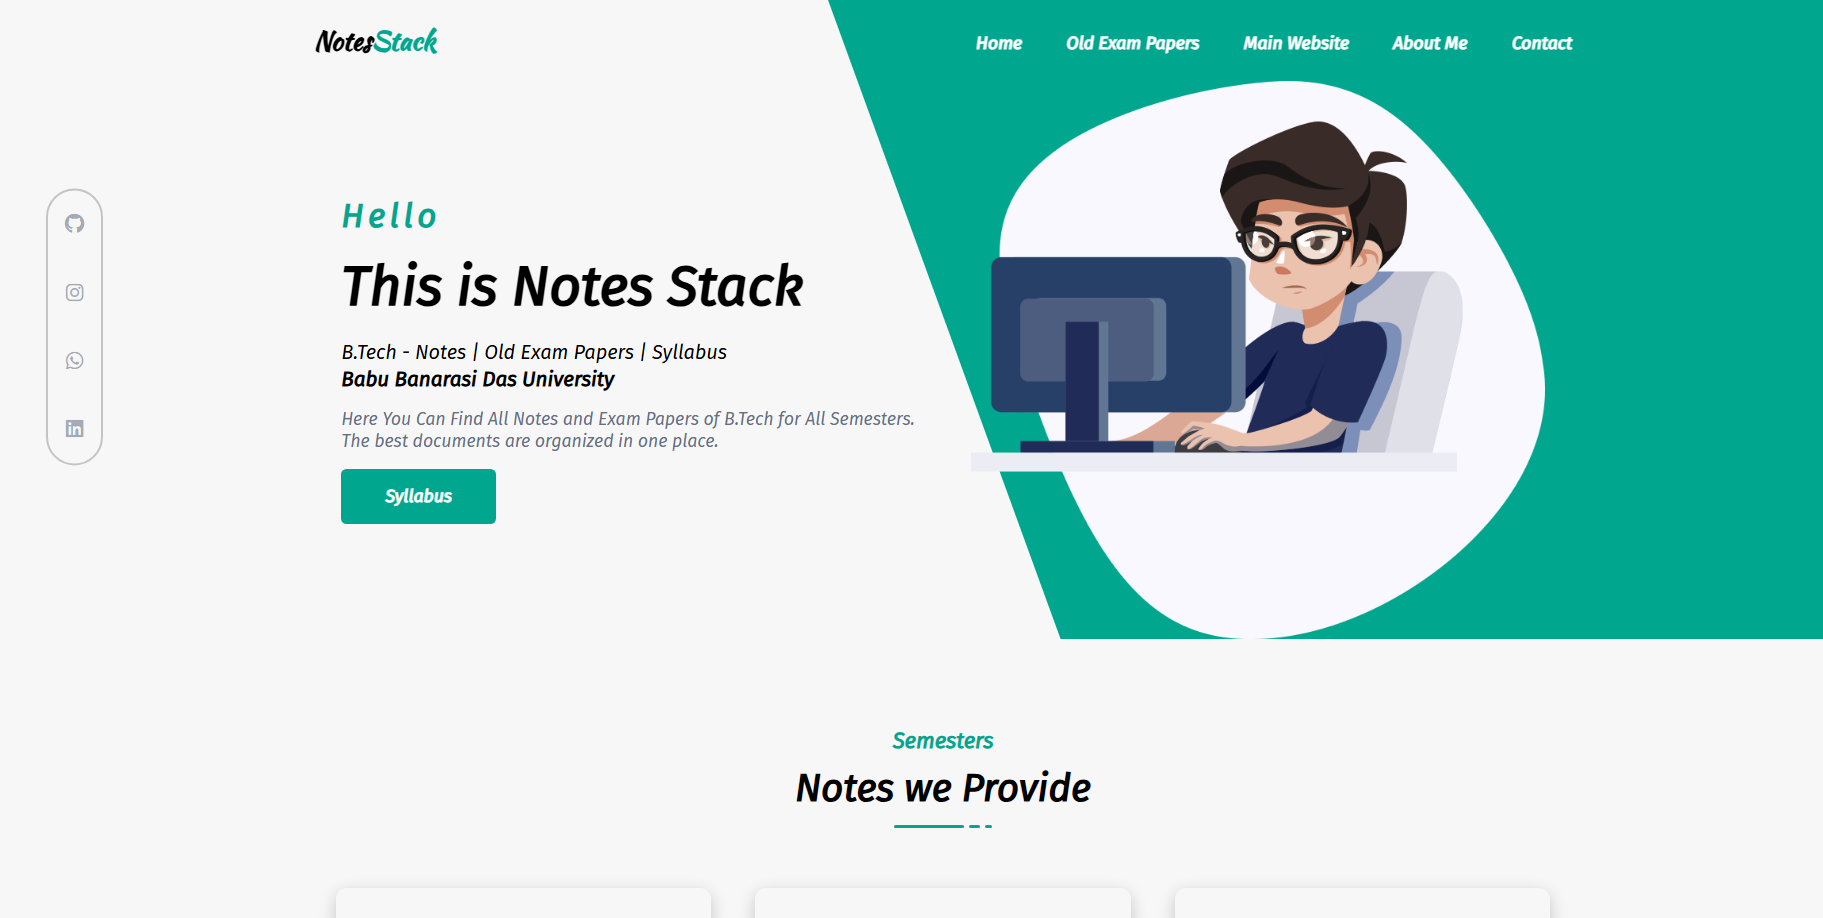 NotesStack
Home Old Exam Papers Main Website About Me Contact
Hello
This is Notes Stack
B.Tech - Notes | Old Exam Papers | Syllabus
Babu Banarasi Das University
Here You Can Find All Notes and Exam Papers of B.Tech for All Semesters.
The best documents are organized in one place.
Syllabus
Semesters
Notes we Provide